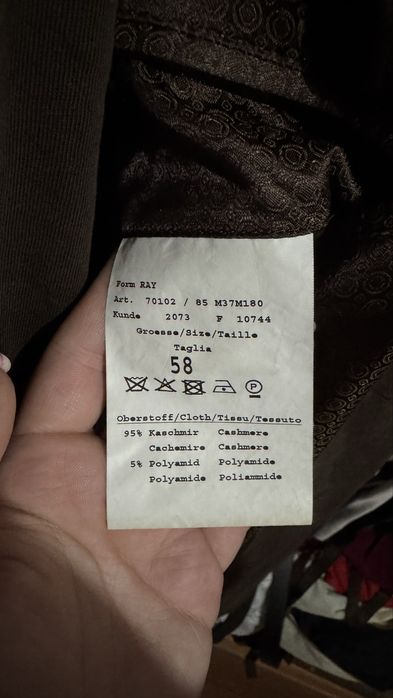 Form RAY
Art. 70102 / 85 M37M180
Kunde 2073 F 10744
Groesse/Size/Taille
Taglia
58
P
Oberstoff/Cloth/Tissu/Tessuto
95% Kaschmir Cashmere
Cachemire Cashmere
5% Polyamid Polyamide
Polyamide Poliammide